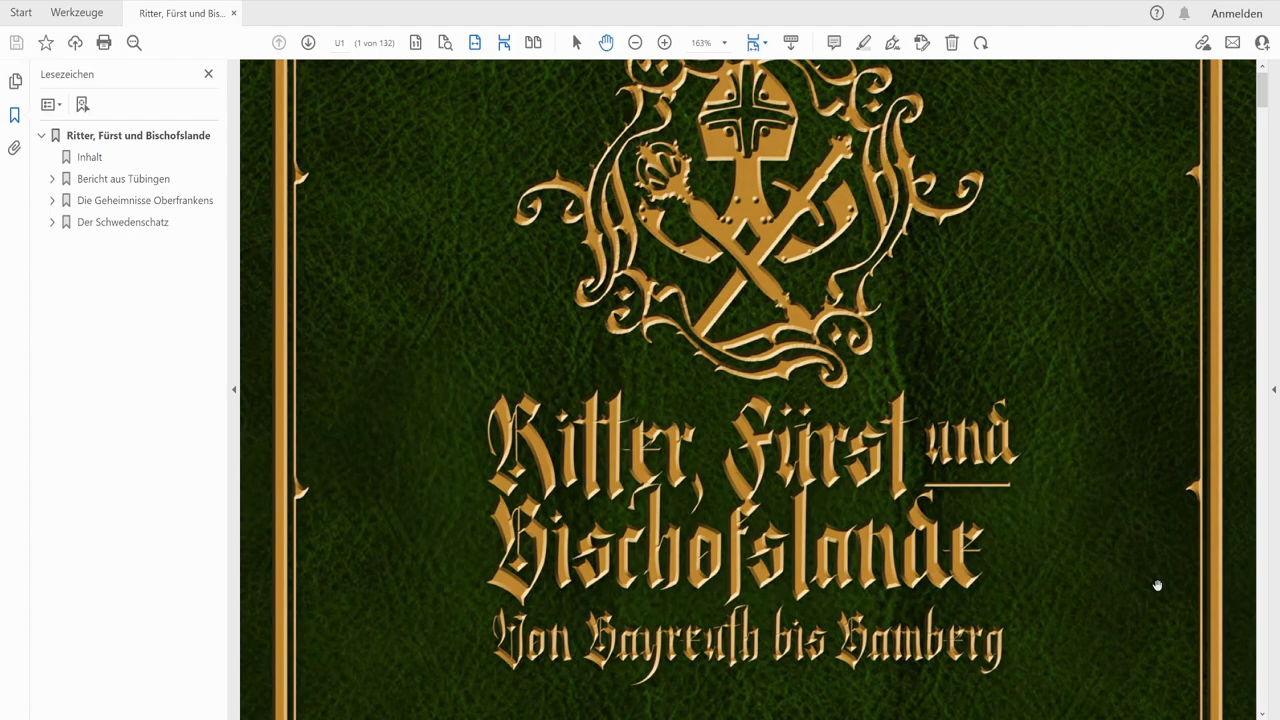 Start
Werkzeuge
Ritter, Fürst und Bis...
Anmelden
U1
(1 von 132)
163%
Lesezeichen
Ritter, Fürst und Bischofslande
Inhalt
Bericht aus Tübingen
Die Geheimnisse Oberfrankens
Der Schwedenschatz
Ritter, Fürst und
Bischofslande
Von Bayreuth bis Bamberg